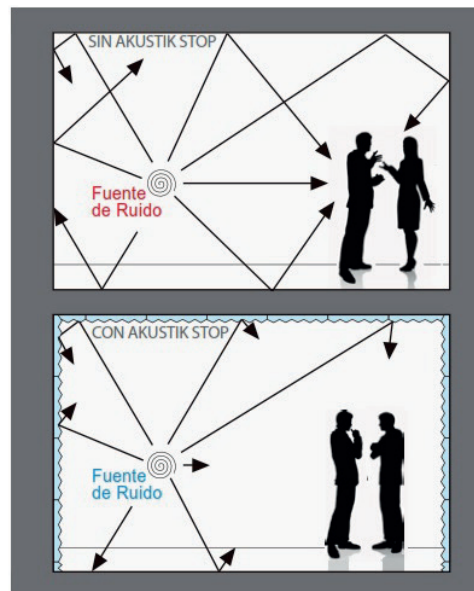 SIN AKUSTIK STOP
Fuente
de Ruido
CON AKUSTIK STOP
Fuente
de Ruido